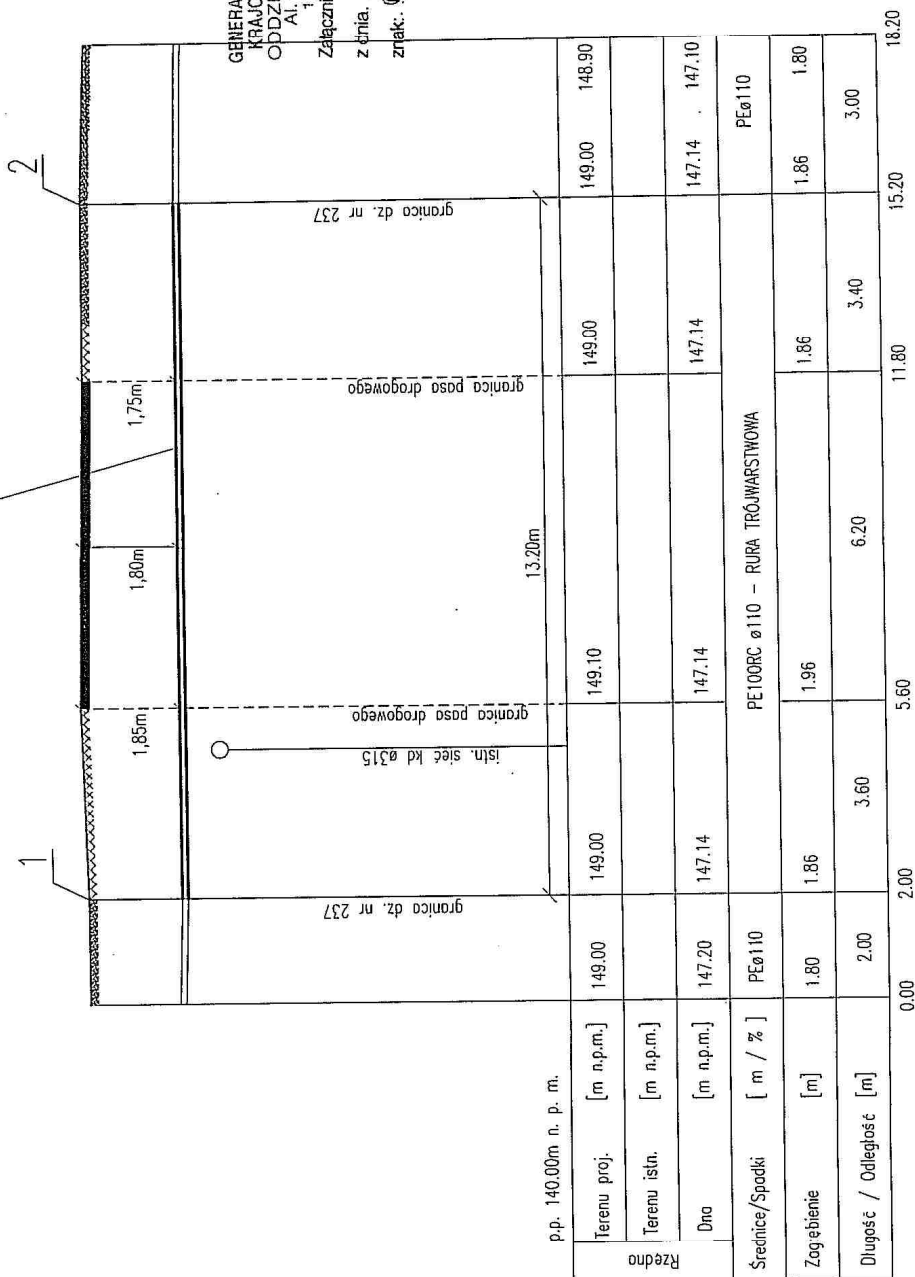 GENERA
KRAJO
ODDZI
Al.
1
Załączni
z dnia.
znak:.
1
2
1,85m
1,80m
1,75m
granica dz. nr 237
istn. sieć kd ø315
granica pasa drogowego
granica pasa drogowego
granica dz. nr 237
13.20m
p.p. 140.00m n. p. m.
Rzędna
Terenu proj. [m n.p.m.] 149.00 149.00 149.10 149.00 149.00 148.90
Terenu istn. [m n.p.m.]
Dna [m n.p.m.] 147.20 147.14 147.14 147.14 147.14 147.10
Średnice/Spadki [ m / % ] PEø110 PE100RC ø110 – RURA TRÓJWARSTWOWA PEø110
Zagłębienie [m] 1.80 1.86 1.96 1.86 1.86 1.80
Długość / Odległość [m] 2.00 3.60 6.20 3.40 3.00
0.00 2.00 5.60 11.80 15.20 18.20